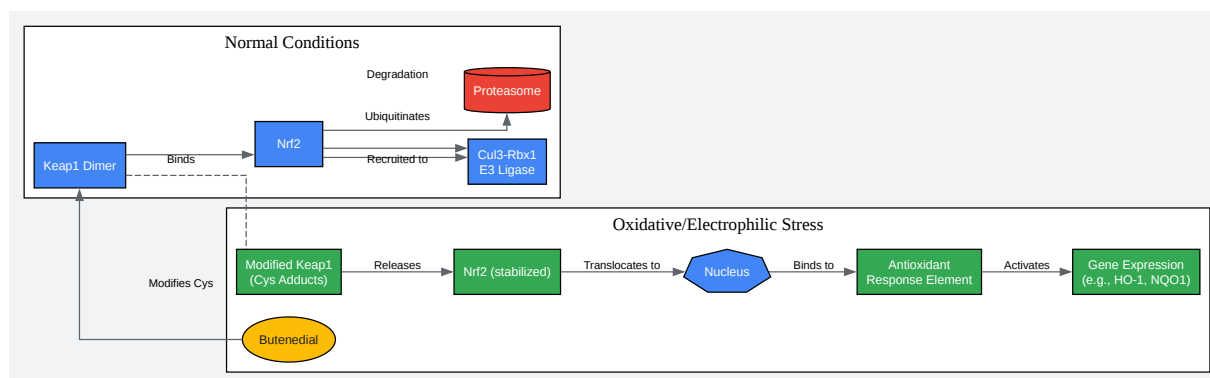 Normal Conditions
Degradation
Proteasome
Ubiquitinates
Nrf2
Keap1 Dimer
Binds
Recruited to
Cul3-Rbx1
E3 Ligase
Oxidative/Electrophilic Stress
Modifies Cys
Modified Keap1
(Cys Adducts)
Releases
Nrf2 (stabilized)
Translocates to
Nucleus
Binds to
Antioxidant
Response Element
Activates
Gene Expression
(e.g., HO-1, NQO1)
Butenedial